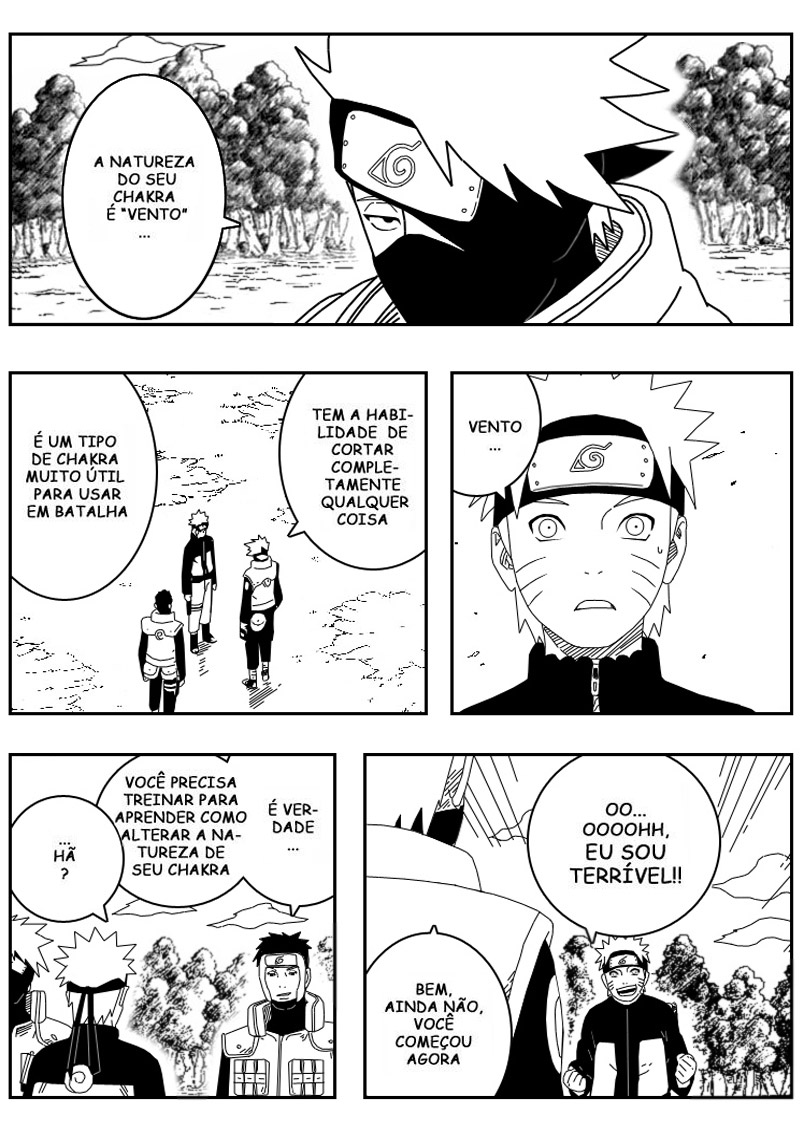 A NATUREZA
DO SEU
CHAKRA
É “VENTO”
...
VENTO
...
TEM A HABI-
LIDADE DE
CORTAR
COMPLE-
TAMENTE
QUALQUER
COISA
É UM TIPO
DE CHAKRA
MUITO ÚTIL
PARA USAR
EM BATALHA
OO...
OOOOHH,
EU SOU
TERRÍVEL!!
BEM,
AINDA NÃO,
VOCÊ
COMEÇOU
AGORA
É VER-
DADE
...
VOCÊ PRECISA
TREINAR PARA
APRENDER COMO
ALTERAR A NA-
TUREZA DE
SEU CHAKRA
...
HÃ
?